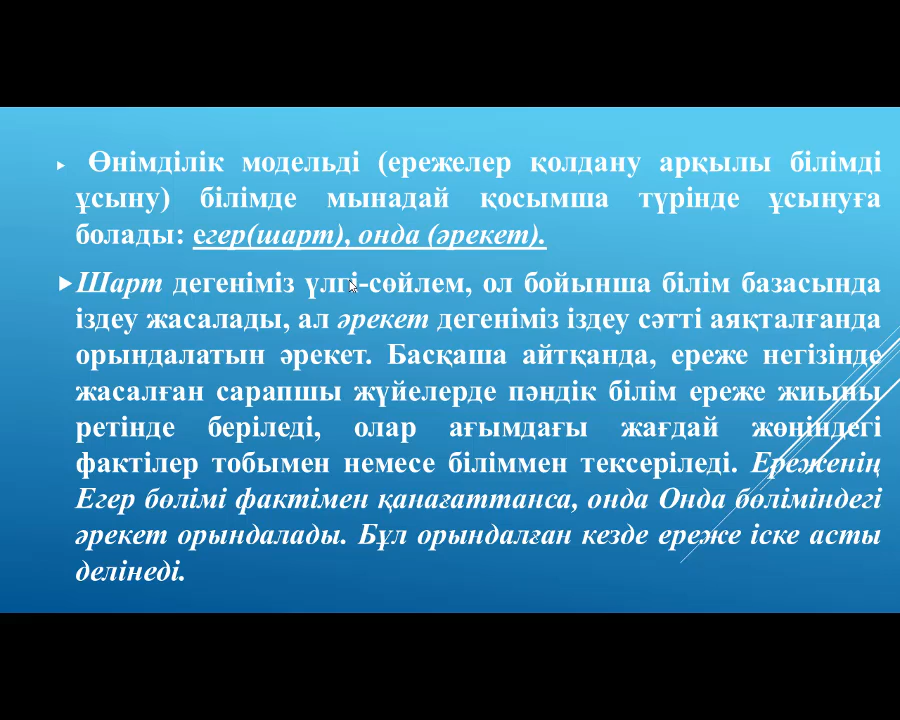 Өнімділік модельді (ережелер қолдану арқылы білімді
ұсыну) білімде мынадай қосымша түрінде ұсынуға
болады: егер(шарт), онда (әрекет).
Шарт дегеніміз үлгі-сөйлем, ол бойынша білім базасында
іздеу жасалады, ал әрекет дегеніміз іздеу сәтті аяқталғанда
орындалатын әрекет. Басқаша айтқанда, ереже негізінде
жасалған сарапшы жүйелерде пәндік білім ереже жиыны
ретінде беріледі, олар ағымдағы жағдай жөніндегі
фактілер тобымен немесе біліммен тексеріледі. Ереженің
Егер бөлімі фактімен қанағаттанса, онда Онда бөліміндегі
әрекет орындалады. Бұл орындалған кезде ереже іске асты
делінеді.